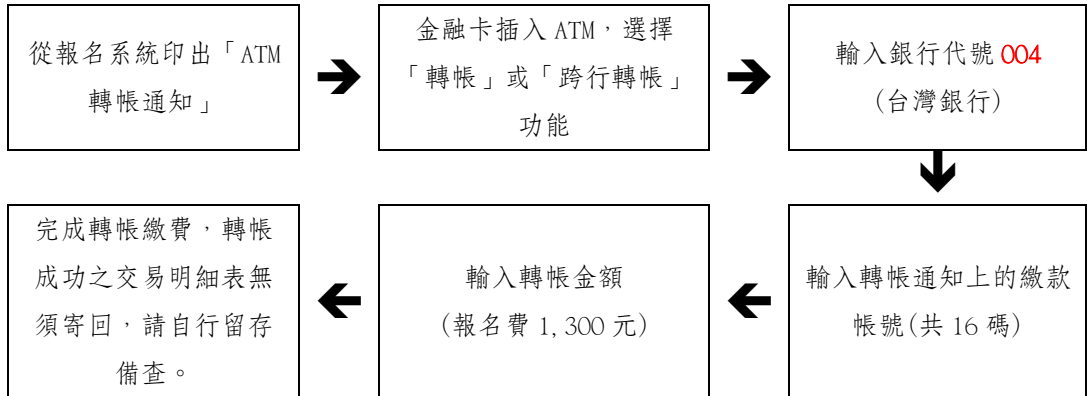 從報名系統印出「ATM
轉帳通知」
金融卡插入 ATM，選擇
「轉帳」或「跨行轉帳」
功能
輸入銀行代號 004
(台灣銀行)
輸入轉帳通知上的繳款
帳號(共 16 碼)
輸入轉帳金額
(報名費 1,300 元)
完成轉帳繳費，轉帳
成功之交易明細表無
須寄回，請自行留存
備查。